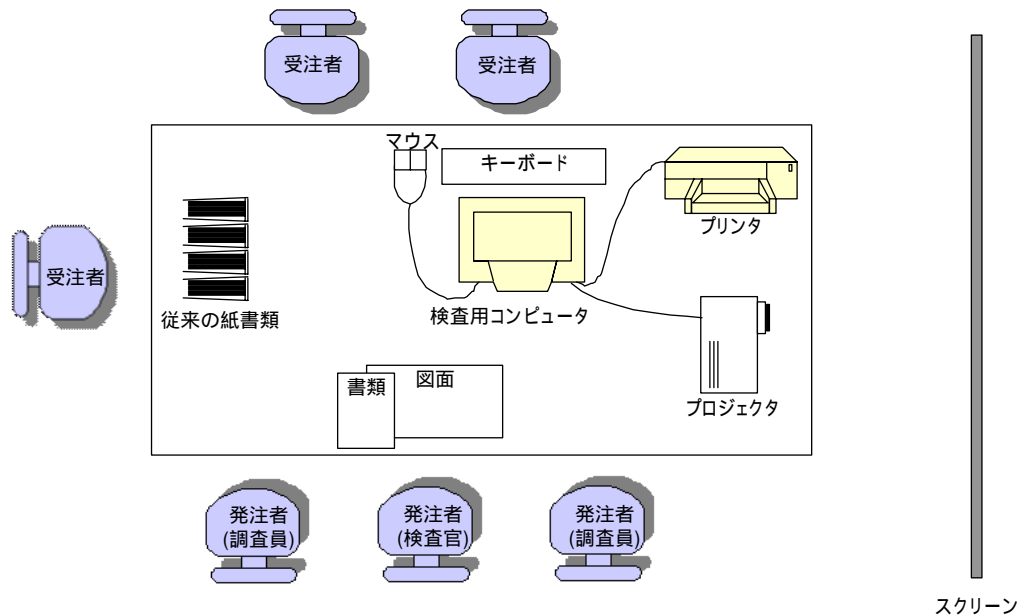 受注者
受注者
マウス
キーボード
プリンタ
受注者
従来の紙書類
検査用コンピュータ
書類
図面
プロジェクタ
発注者
(調査員)
発注者
(検査官)
発注者
(調査員)
スクリーン